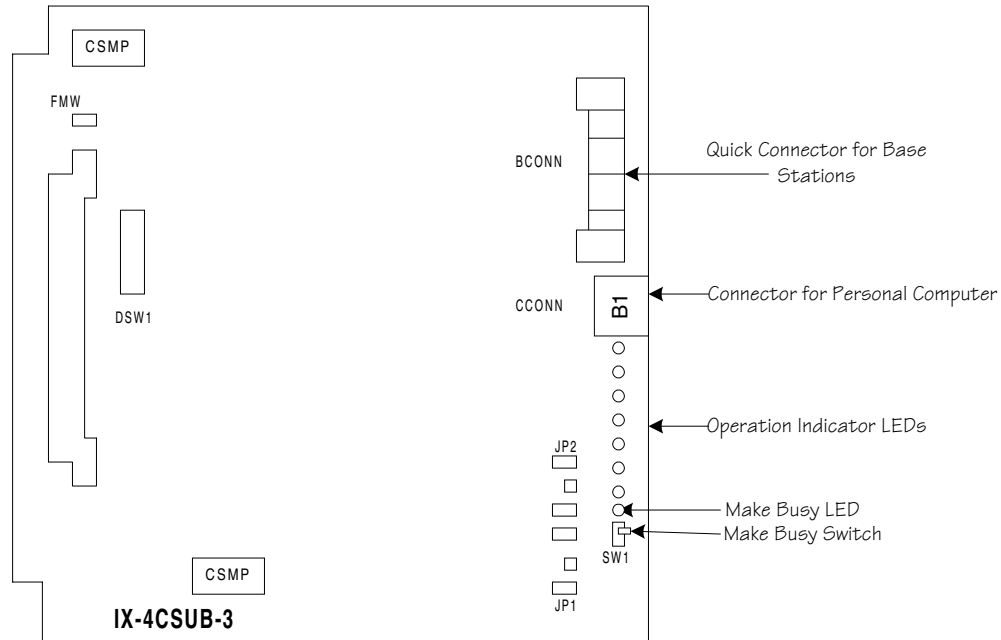 CSMP
FMW
BCONN
Quick Connector for Base
Stations
DSW1
CCONN
B1
Connector for Personal Computer
Operation Indicator LEDs
JP2
Make Busy LED
Make Busy Switch
SW1
CSMP
JP1
IX-4CSUB-3